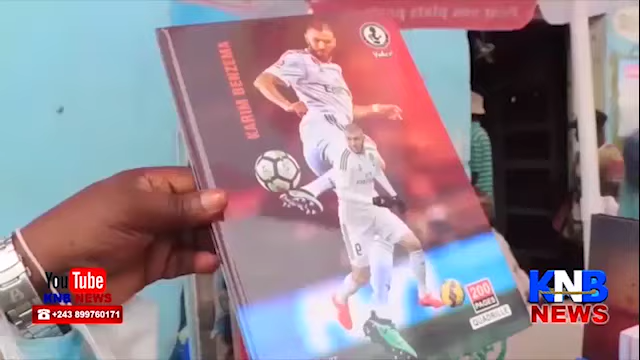 KARIM BENZEMA
200
PAGES
QUADRILLE
YouTube
KNB NEWS
+243 899760171
KNB
NEWS